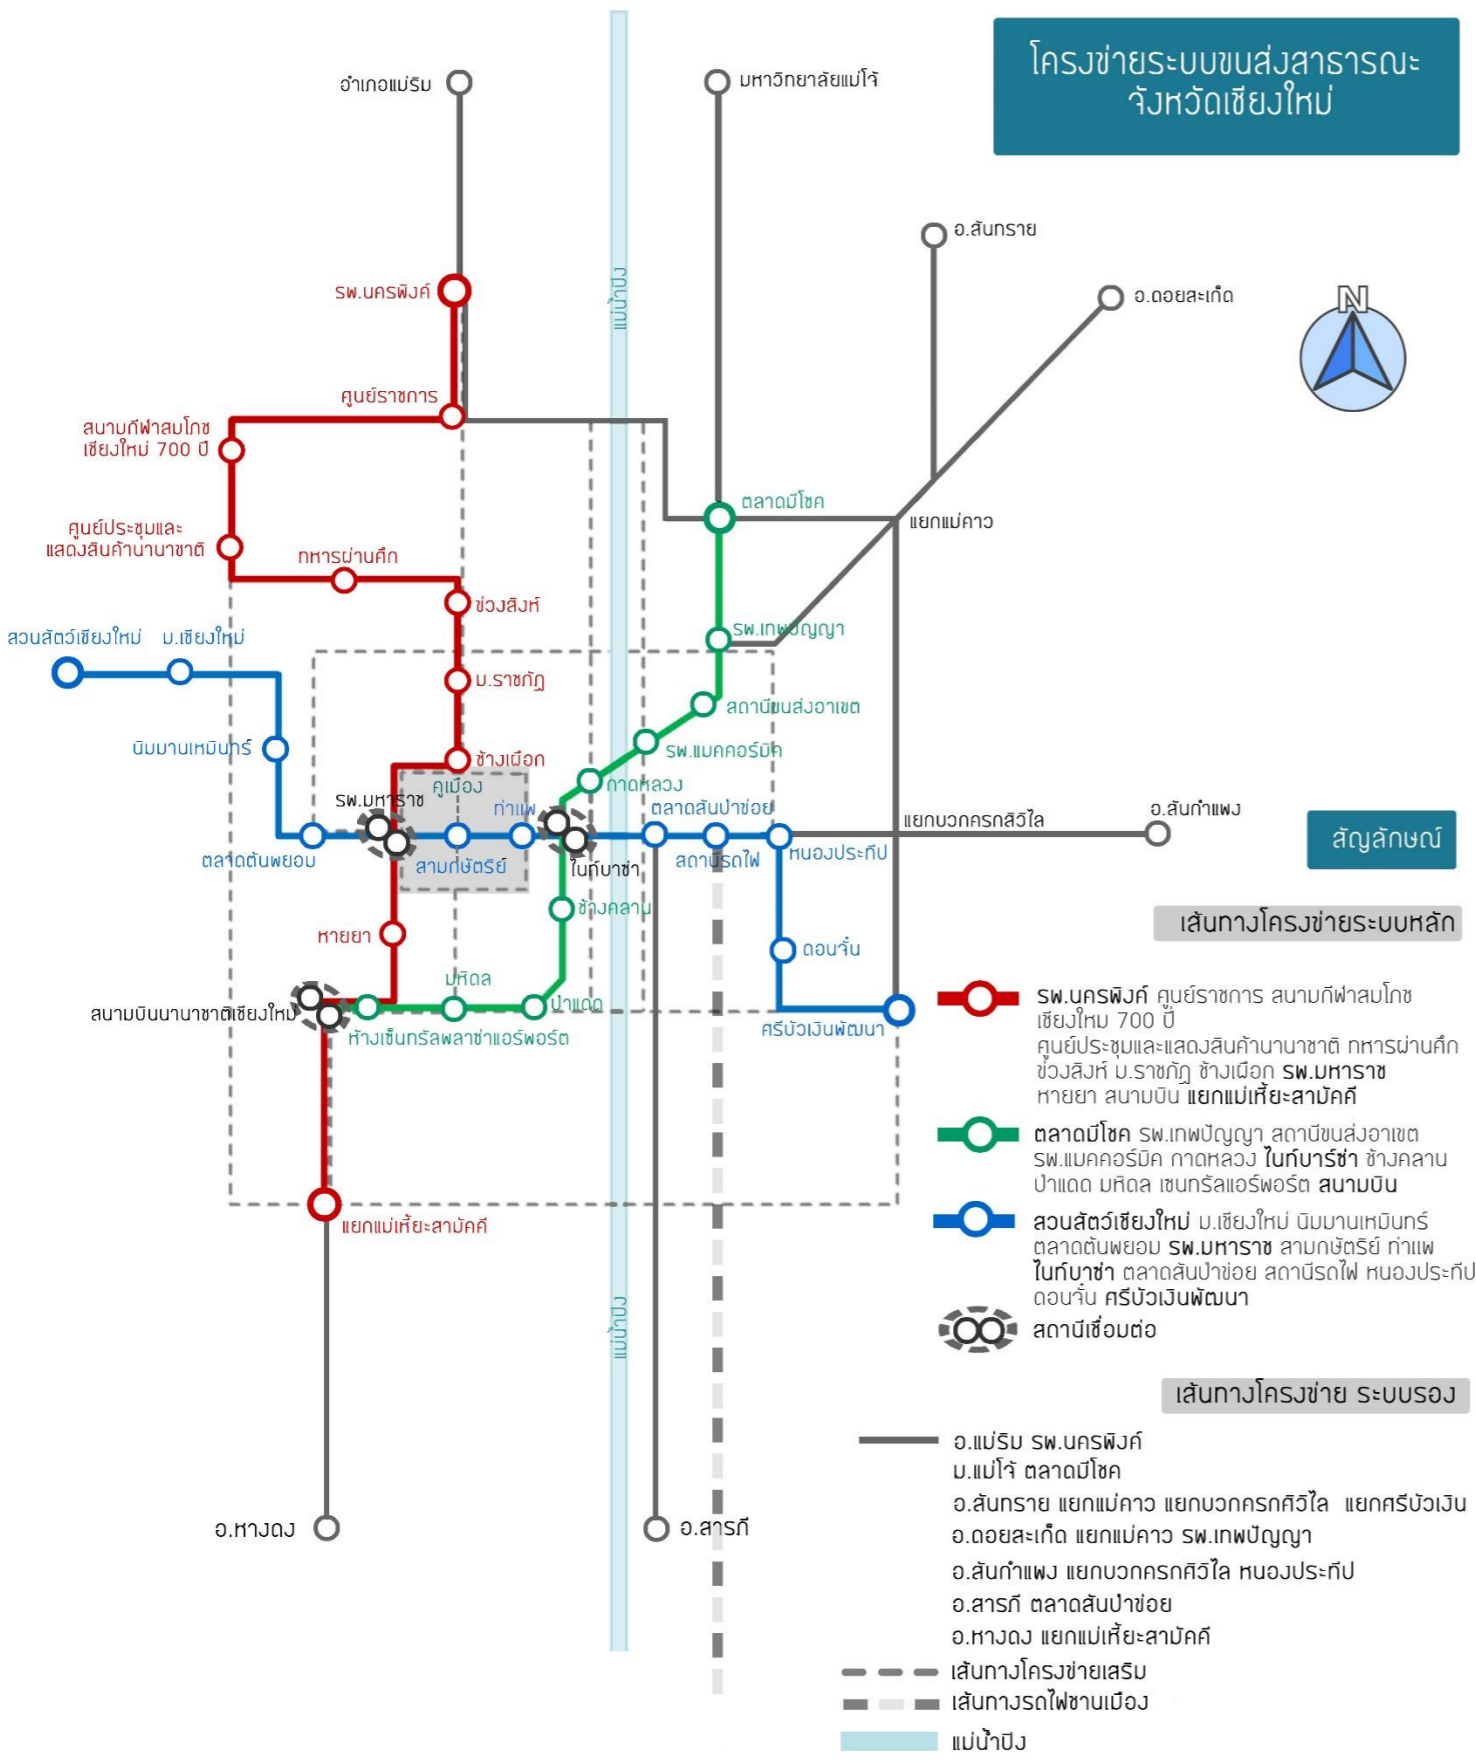 โครงข่ายระบบขนส่งสาธารณะ
จังหวัดเชียงใหม่
อำเภอแม่ริม
มหาวิทยาลัยแม่โจ้
อ.สันทราย
อ.ดอยสะเก็ด
N
รพ.นครพิงค์
แม่น้ำปิง
ศูนย์ราชการ
สนามกีฬาสมโภช
เชียงใหม่ 700 ปี
ตลาดมีโชค
แยกแม่คาว
ศูนย์ประชุมและ
แสดงสินค้านานาชาติ
ทหารผ่านศึก
ข่วงสิงห์
สวนสัตว์เชียงใหม่
ม.เชียงใหม่
รพ.เทพปัญญา
ม.ราชภัฏ
สถานีขนส่งอาเขต
นิมมานเหมินทร์
รพ.แมคคอร์มิค
ช้างเผือก
คูเมือง
กาดหลวง
รพ.มหาราช
ท่าแพ
ตลาดสันป่าข่อย
แยกบวกครกสิวิไล
อ.สันกำแพง
ตลาดต้นพยอม
สามกษัตริย์
ไนท์บาซ่า
สถานีรถไฟ
หนองประทีป
ช้างคลาน
หายยา
ดอนจั่น
มหิดล
ป่าแดด
สนามบินนานาชาติเชียงใหม่
ห้างเซ็นทรัลพลาซ่าแอร์พอร์ต
ศรีบัวเงินพัฒนา
แยกแม่เหี้ยะสามัคคี
แม่น้ำปิง
อ.หางดง
อ.สารภี
สัญลักษณ์
เส้นทางโครงข่ายระบบหลัก
รพ.นครพิงค์ ศูนย์ราชการ สนามกีฬาสมโภช
เชียงใหม 700 ปี
ศูนย์ประชุมและแสดงสินค้านานาชาติ ทหารผ่านศึก
ข่วงสิงห์ ม.ราชภัฏ ช้างเผือก รพ.มหาราช
หายยา สนามบิน แยกแม่เหี้ยะสามัคคี
ตลาดมีโชค รพ.เทพปัญญา สถานีขนส่งอาเขต
รพ.แมคคอร์มิค กาดหลวง ไนท์บาร์ซ่า ช้างคลาน
ป่าแดด มหิดล เซนทรัลแอร์พอร์ต สนามบิน
สวนสัตว์เชียงใหม่ ม.เชียงใหม่ นิมมานเหมินทร์
ตลาดต้นพยอม รพ.มหาราช สามกษัตริย์ ท่าแพ
ไนท์บาซ่า ตลาดสันป่าข่อย สถานีรถไฟ หนองประทีป
ดอนจั่น ศรีบัวเงินพัฒนา
สถานีเชื่อมต่อ
เส้นทางโครงข่าย ระบบรอง
อ.แม่ริม รพ.นครพิงค์
ม.แม่โจ้ ตลาดมีโชค
อ.สันทราย แยกแม่คาว แยกบวกครกศิวิไล แยกศรีบัวเงิน
อ.ดอยสะเก็ด แยกแม่คาว รพ.เทพปัญญา
อ.สันกำแพง แยกบวกครกศิวิไล หนองประทีป
อ.สารภี ตลาดสันป่าข่อย
อ.หางดง แยกแม่เหี้ยะสามัคคี
เส้นทางโครงข่ายเสริม
เส้นทางรถไฟชานเมือง
แม่น้ำปิง